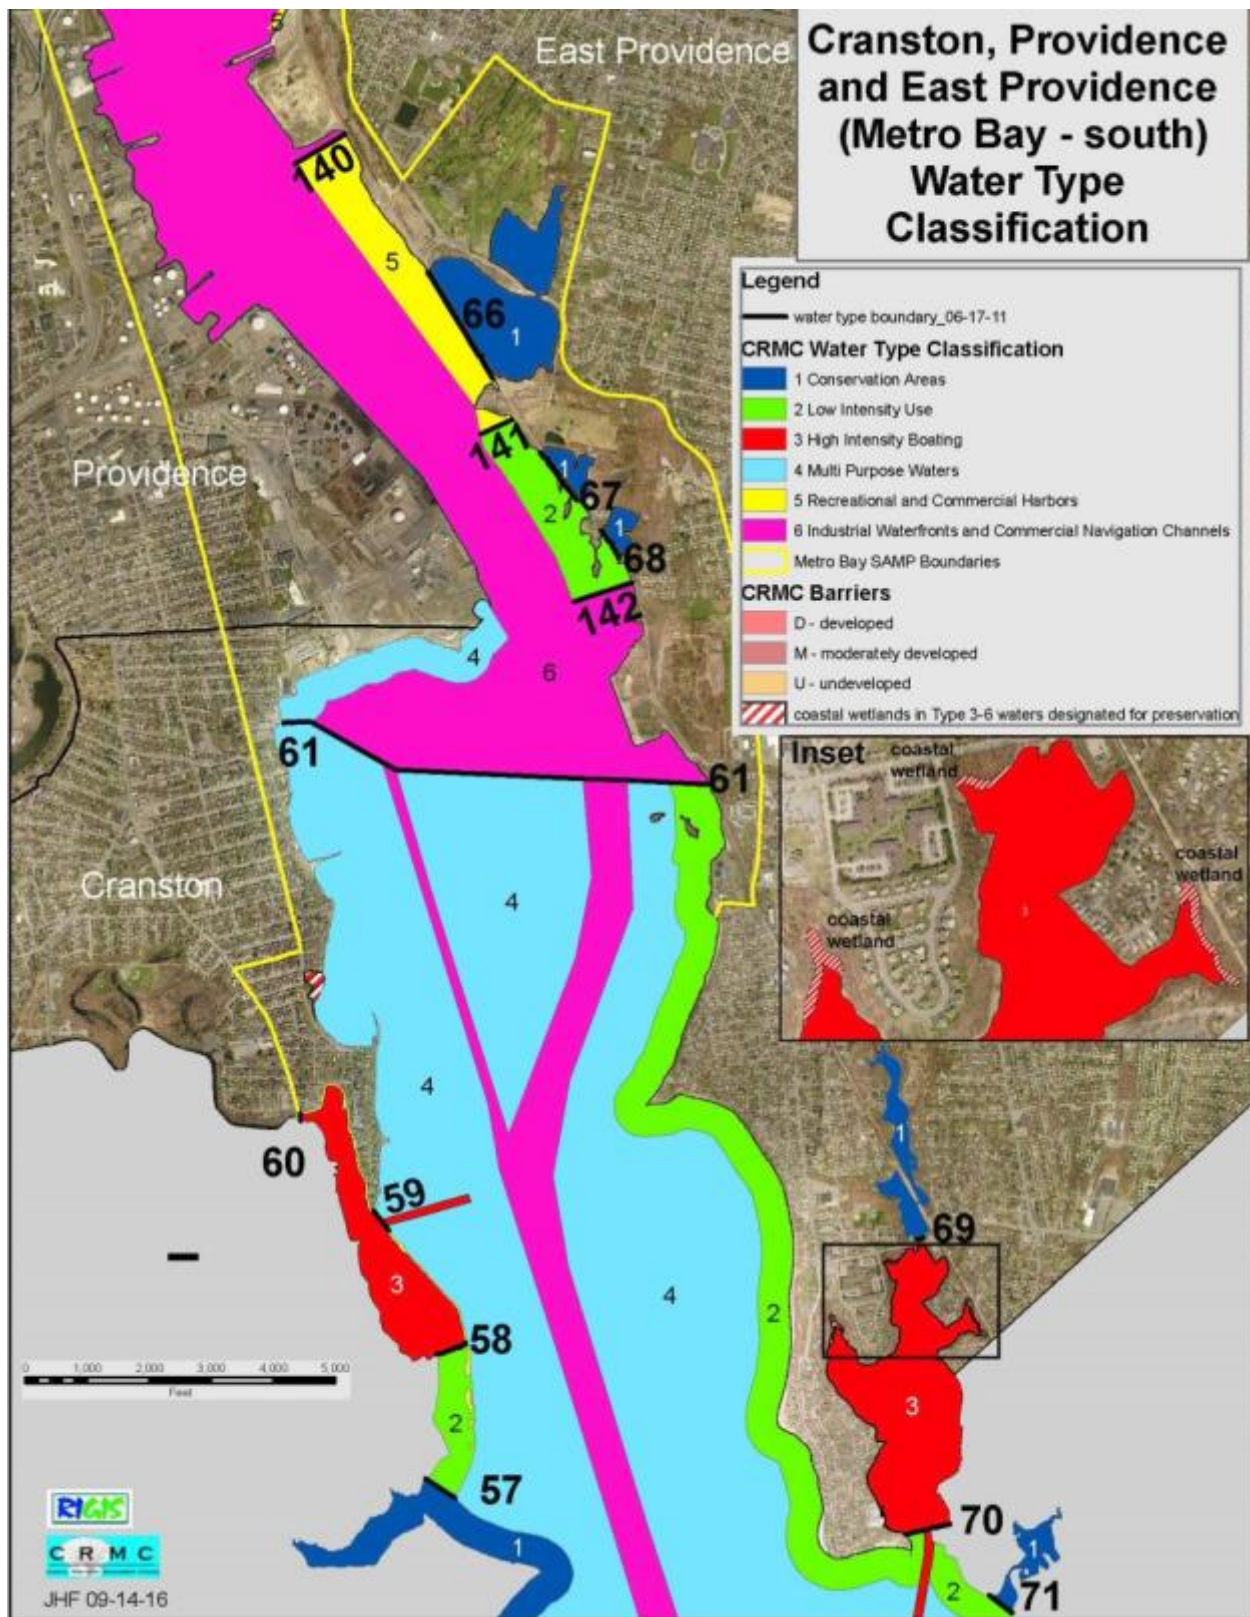 5
East Providence
Cranston, Providence
and East Providence
(Metro Bay - south)
Water Type
Classification
140
5
66
1
Legend
water type boundary_06-17-11
CRMC Water Type Classification
1 Conservation Areas
2 Low Intensity Use
3 High Intensity Boating
4 Multi Purpose Waters
5 Recreational and Commercial Harbors
6 Industrial Waterfronts and Commercial Navigation Channels
Metro Bay SAMP Boundaries
CRMC Barriers
D - developed
M - moderately developed
U - undeveloped
coastal wetlands in Type 3-6 waters designated for preservation
141
1
67
Providence
2
1
68
142
4
6
61
61
Inset
coastal
wetland
coastal
wetland
coastal
wetland
3
Cranston
4
4
60
59
1
69
3
4
2
58
0 1,000 2,000 3,000 4,000 5,000
Feet
2
3
57
70
1
1
2
71
RIGIS
CRMC
JHF 09-14-16